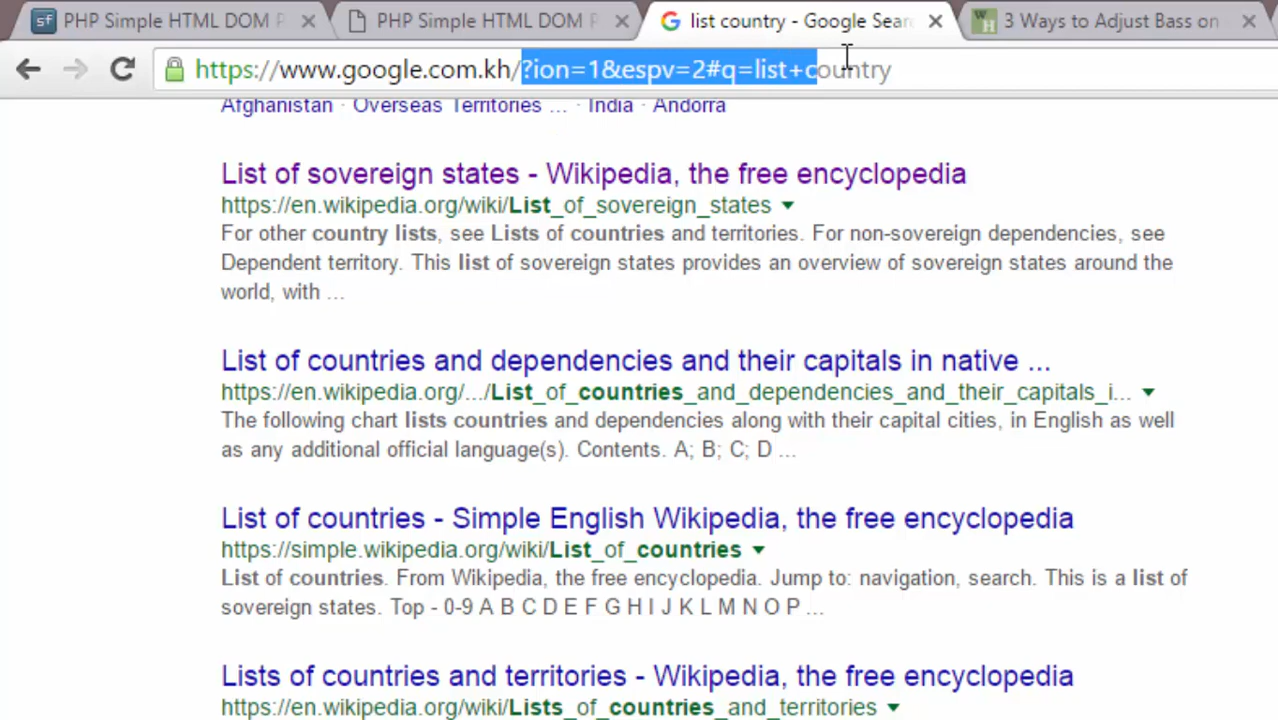 PHP Simple HTML DOM P
PHP Simple HTML DOM P
list country - Google Sear
3 Ways to Adjust Bass on
https://www.google.com.kh/?ion=1&espv=2#q=list+country
Afghanistan · Overseas Territories ... · India · Andorra
List of sovereign states - Wikipedia, the free encyclopedia
https://en.wikipedia.org/wiki/List_of_sovereign_states
For other country lists, see Lists of countries and territories. For non-sovereign dependencies, see
Dependent territory. This list of sovereign states provides an overview of sovereign states around the
world, with ...
List of countries and dependencies and their capitals in native ...
https://en.wikipedia.org/.../List_of_countries_and_dependencies_and_their_capitals_i...
The following chart lists countries and dependencies along with their capital cities, in English as well
as any additional official language(s). Contents. A; B; C; D ...
List of countries - Simple English Wikipedia, the free encyclopedia
https://simple.wikipedia.org/wiki/List_of_countries
List of countries. From Wikipedia, the free encyclopedia. Jump to: navigation, search. This is a list of
sovereign states. Top - 0-9 A B C D E F G H I J K L M N O P ...
Lists of countries and territories - Wikipedia, the free encyclopedia
https://en.wikipedia.org/wiki/Lists_of_countries_and_territories